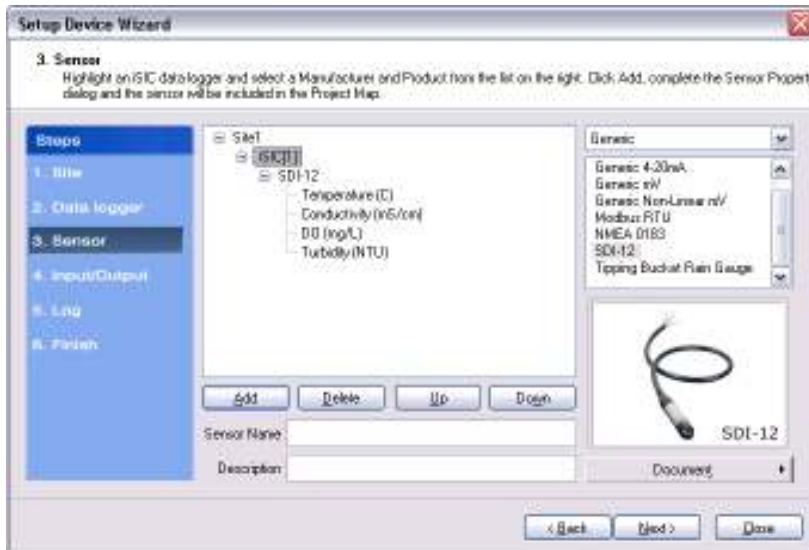 Setup Device Wizard
3. Sensor
Highlight an iSIC data logger and select a Manufacturer and Product from the list on the right. Click Add, complete the Sensor Propert
dialog and the sensor will be included in the Project Map.
Steps
1. Site
2. Data logger
3. Sensor
4. Input/Output
5. Log
6. Finish
Site1
iSIC[1]
SDI-12
Temperature (C)
Conductivity (mS/cm)
DO (mg/L)
Turbidity (NTU)
Generic
Generic 4-20mA
Generic mV
Generic Non-Linear mV
Modbus RTU
NMEA 0183
SDI-12
Tipping Bucket Rain Gauge
SDI-12
Add
Delete
Up
Down
Sensor Name
Description
Document
< Back
Next >
Close